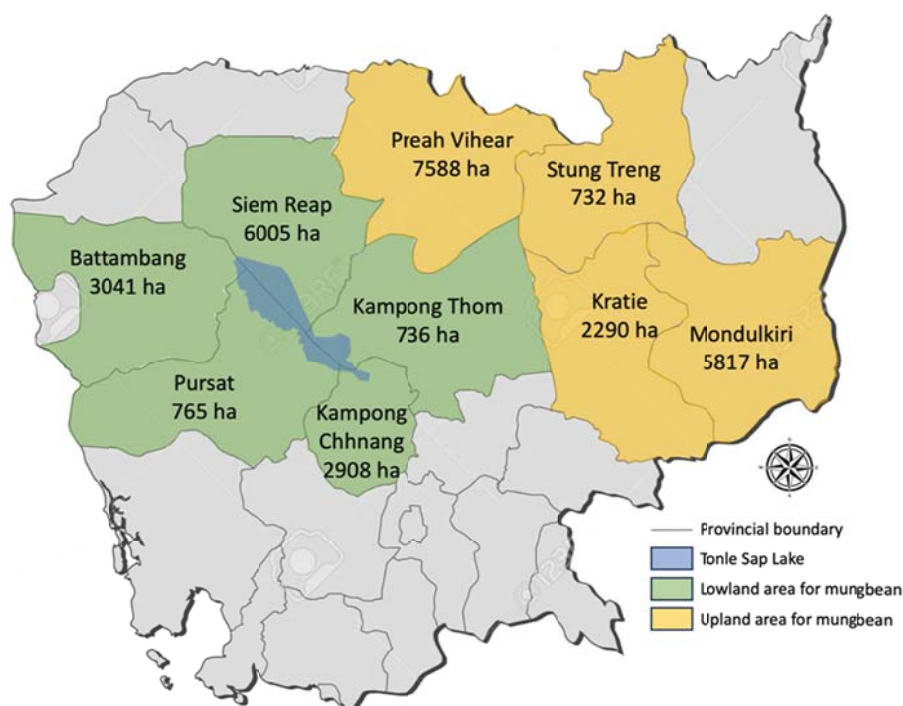 Preah Vihear
7588 ha
Stung Treng
732 ha
Siem Reap
6005 ha
Battambang
3041 ha
Kampong Thom
736 ha
Kratie
2290 ha
Mondulkiri
5817 ha
Pursat
765 ha
Kampong
Chhnang
2908 ha
Provincial boundary
Tonle Sap Lake
Lowland area for mungbean
Upland area for mungbean